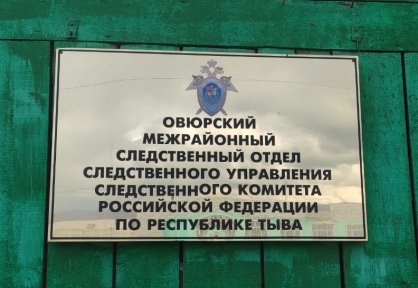 ОВЮРСКИЙ
МЕЖРАЙОННЫЙ
СЛЕДСТВЕННЫЙ ОТДЕЛ
СЛЕДСТВЕННОГО УПРАВЛЕНИЯ
СЛЕДСТВЕННОГО КОМИТЕТА
РОССИЙСКОЙ ФЕДЕРАЦИИ
ПО РЕСПУБЛИКЕ ТЫВА